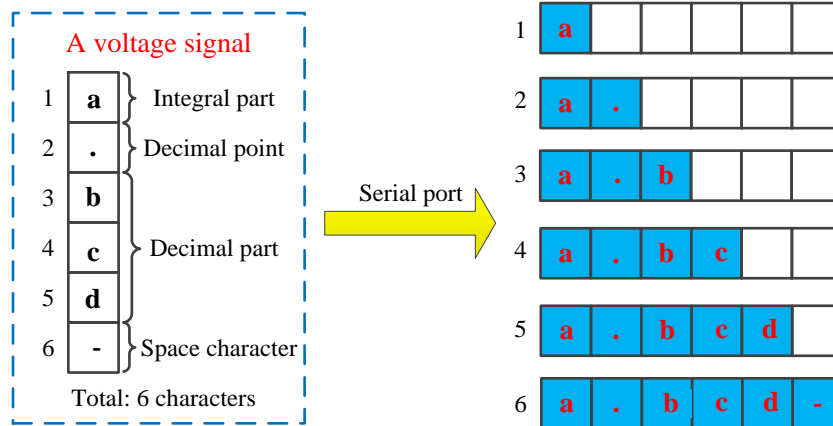 A voltage signal
1 a Integral part
2 . Decimal point
3 b
4 c Decimal part
5 d
6 - Space character
Total: 6 characters
Serial port
1 a
2 a .
3 a . b
4 a . b c
5 a . b c d
6 a . b c d -